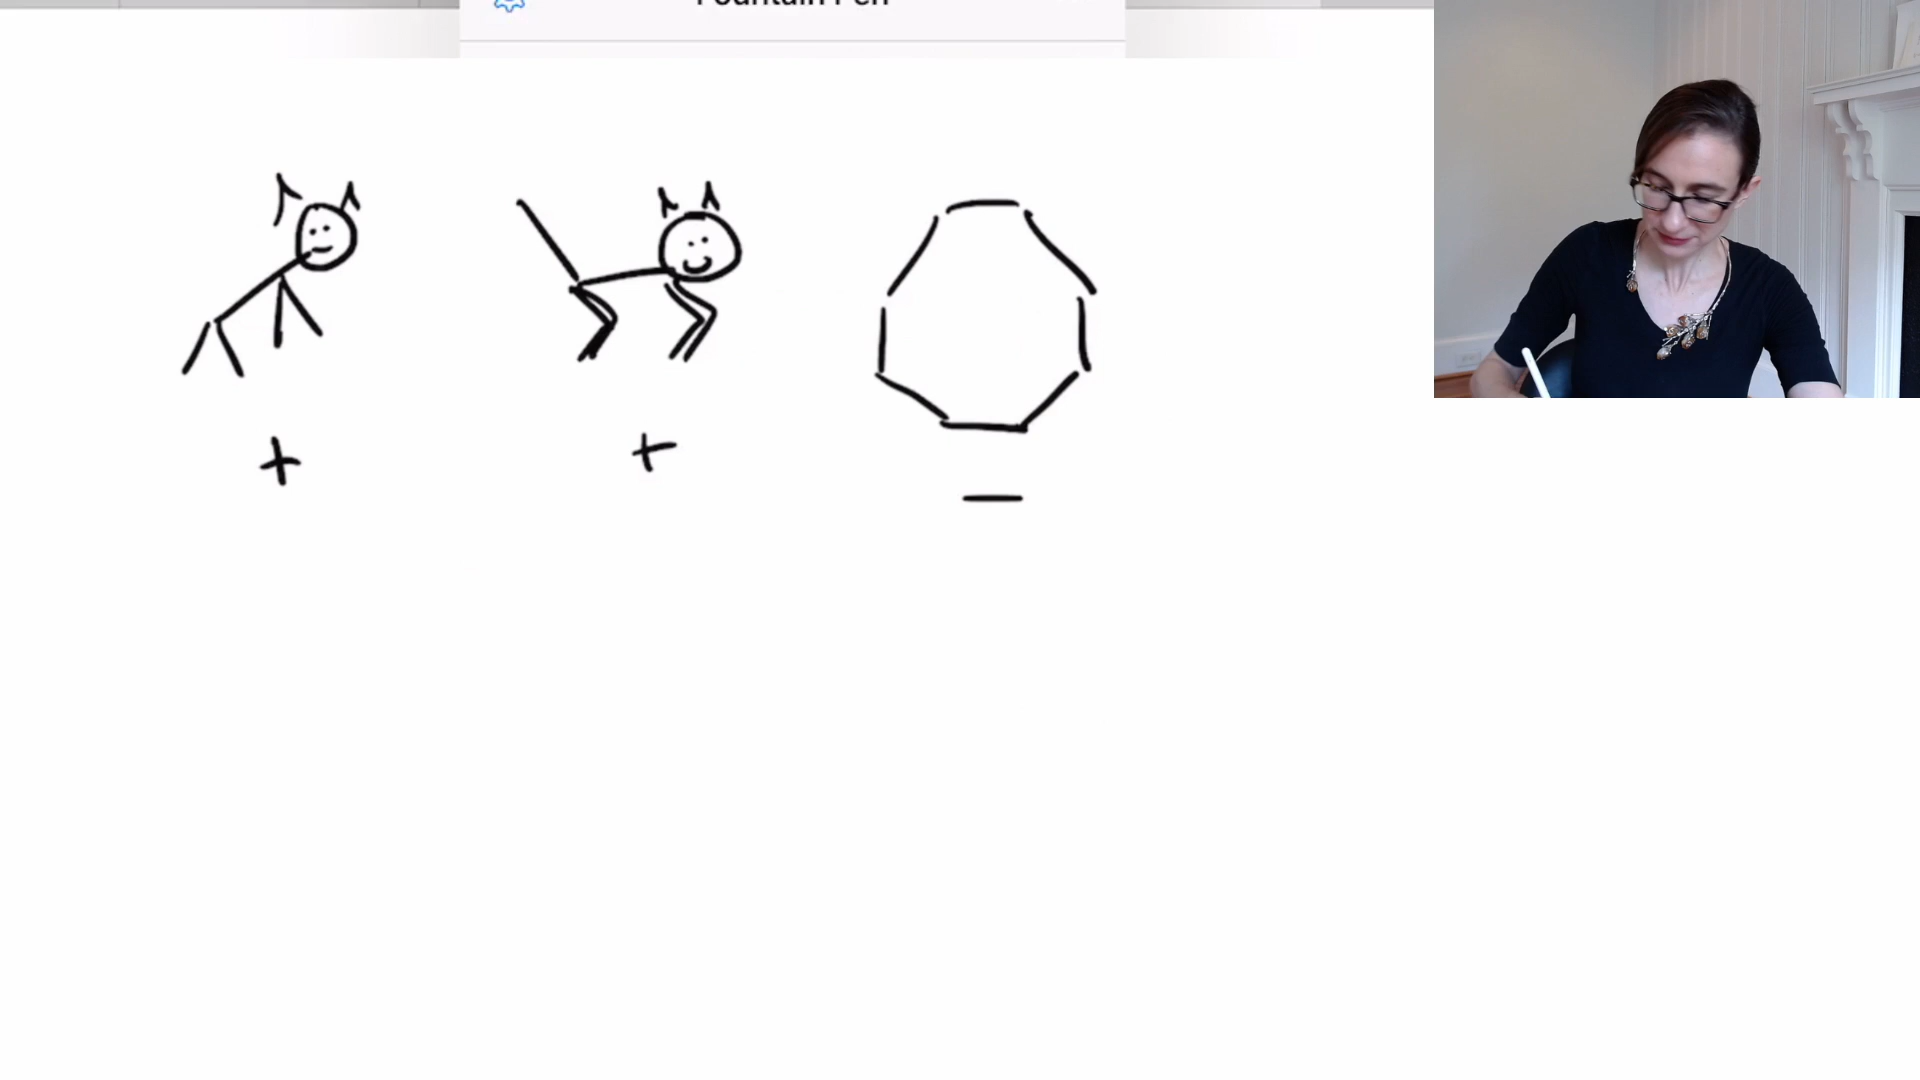 Fountain Pen
+ + —